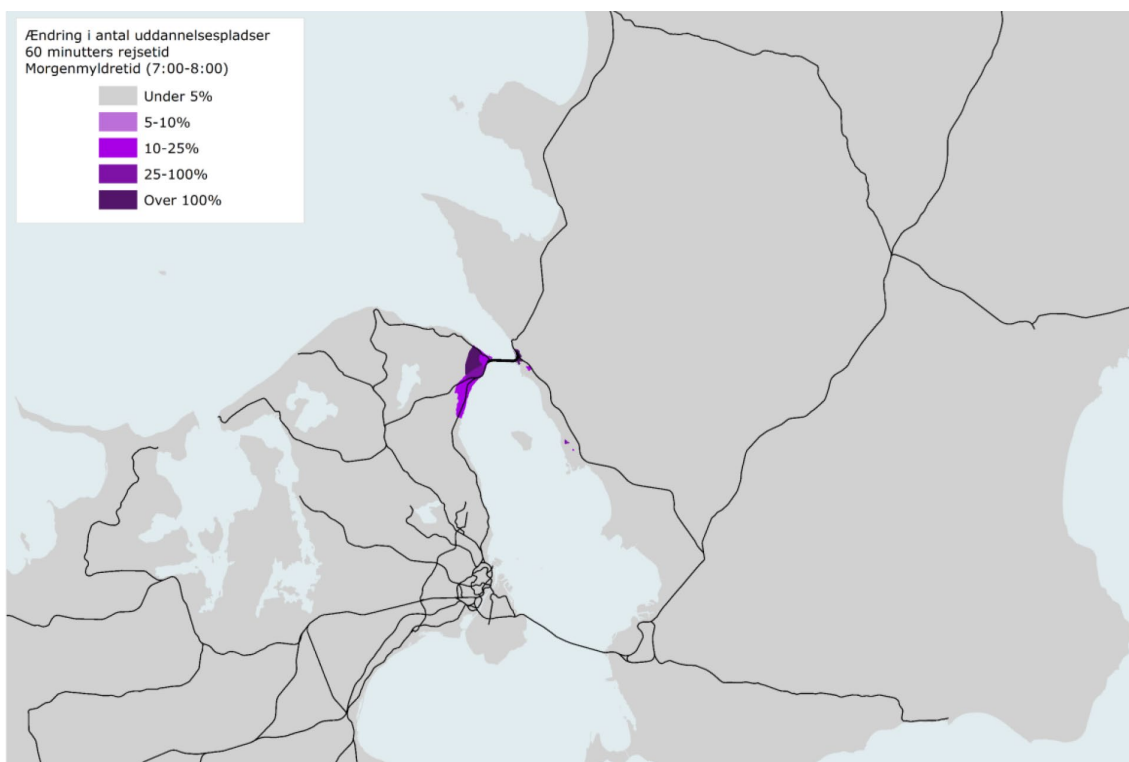 Ændring i antal uddannelsespladser
60 minutters rejsetid
Morgenmyldretid (7:00-8:00)
Under 5%
5-10%
10-25%
25-100%
Over 100%